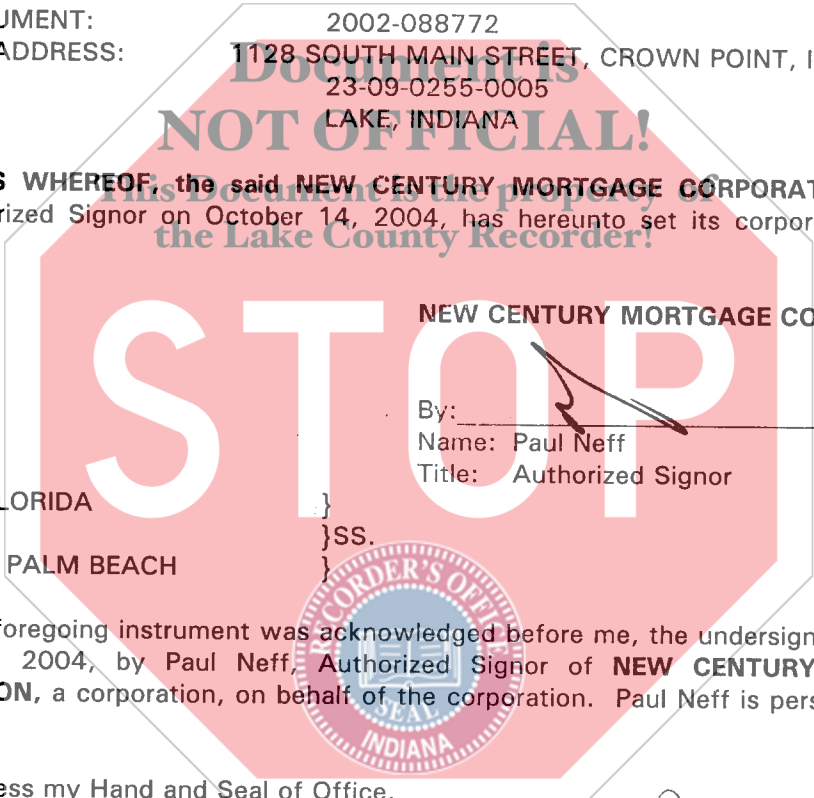 UMENT: 2002-088772
ADDRESS: 1128 SOUTH MAIN STREET, CROWN POINT, I
Document is
23-09-0255-0005
LAKE, INDIANA
NOT OFFICIAL!
S WHEREOF, the said NEW CENTURY MORTGAGE CORPORAT
This Document is the property of
rized Signor on October 14, 2004, has hereunto set its corpor
the Lake County Recorder!
NEW CENTURY MORTGAGE CO
STOP
By:
Name: Paul Neff
Title: Authorized Signor
LORIDA }
}SS.
PALM BEACH }
RECORDER'S OFFICE
foregoing instrument was acknowledged before me, the undersign
2004, by Paul Neff, Authorized Signor of NEW CENTURY
ON, a corporation, on behalf of the corporation. Paul Neff is pers
SEAL
INDIANA
ess my Hand and Seal of Office.